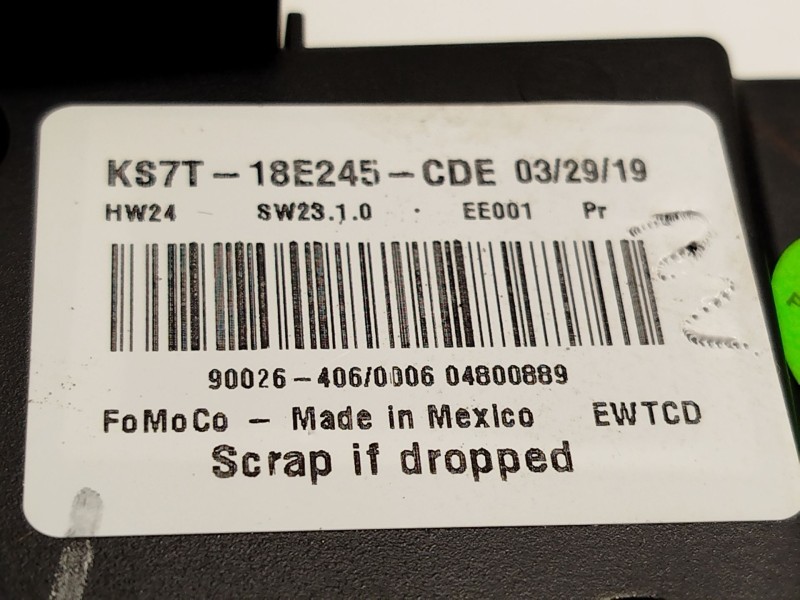 KS7T-18E245-CDE 03/29/19
HW24 SW23.1.0 EE001 Pr
90026-406/0006 04800889
FoMoCo - Made in Mexico EWTCD
Scrap if dropped